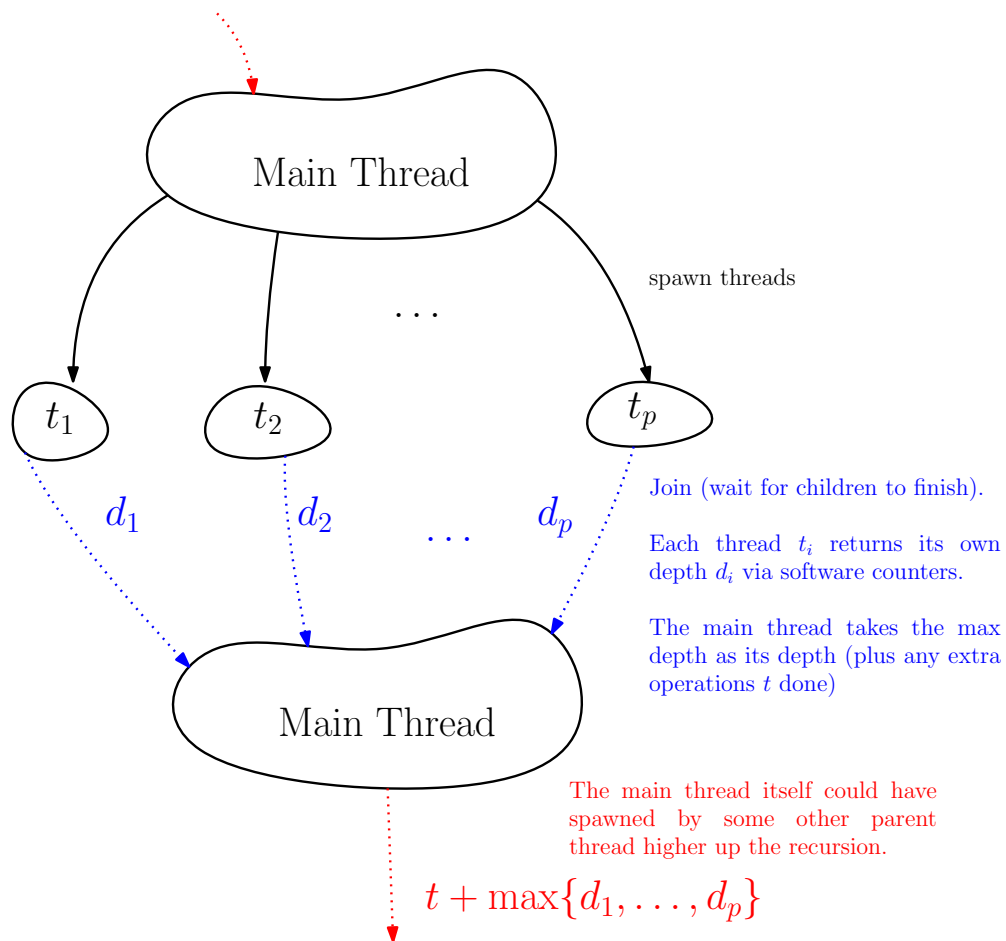 Main Thread
spawn threads
. . .
t₁
t₂
tₚ
d₁
d₂
. . .
dₚ
Join (wait for children to finish).
Each thread tᵢ returns its own
depth dᵢ via software counters.
The main thread takes the max
depth as its depth (plus any extra
operations t done)
Main Thread
The main thread itself could have
spawned by some other parent
thread higher up the recursion.
t + max{d₁, . . . , dₚ}